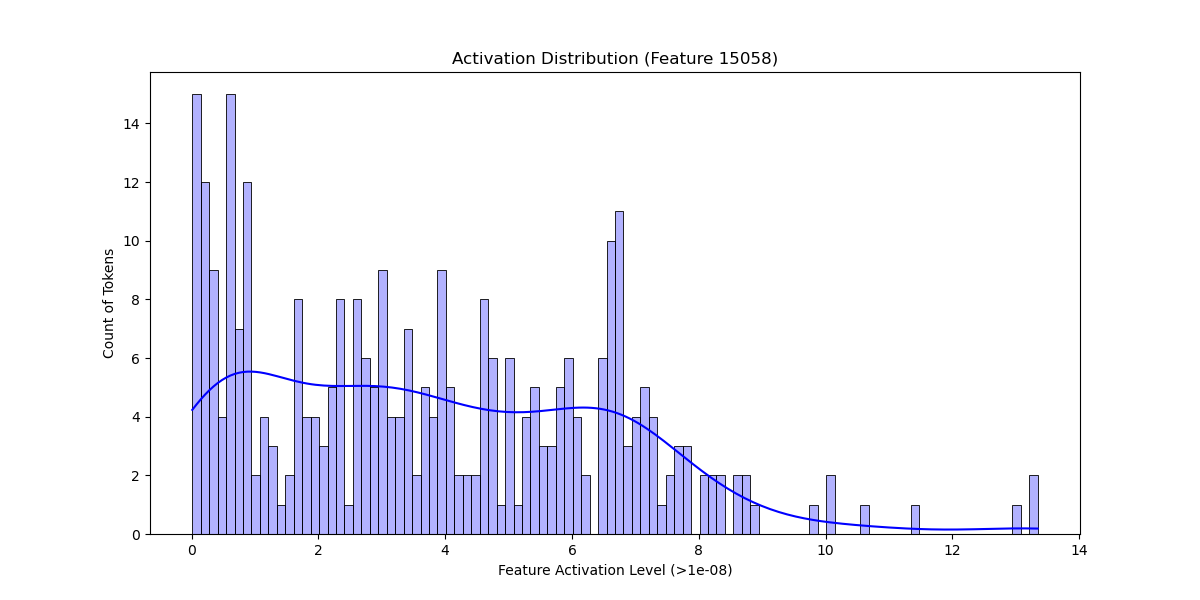 Activation Distribution (Feature 15058)
14
12
10
8
6
4
2
0
Count of Tokens
0 2 4 6 8 10 12 14
Feature Activation Level (>1e-08)